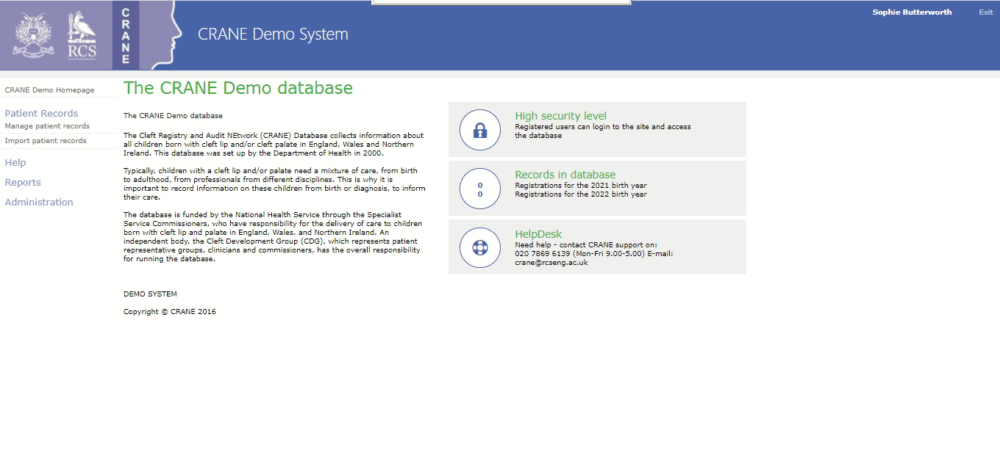 CRANE
RCS
CRANE Demo System
Sophie Butterworth
Exit
CRANE Demo Homepage
Patient Records
Manage patient records
Import patient records
Help
Reports
Administration
The CRANE Demo database
The CRANE Demo database
The Cleft Registry and Audit NEtwork (CRANE) Database collects information about
all children born with cleft lip and/or cleft palate in England, Wales and Northern
Ireland. This database was set up by the Department of Health in 2000.
Typically, children with a cleft lip and/or palate need a mixture of care, from birth
to adulthood, from professionals from different disciplines. This is why it is
important to record information on these children from birth or diagnosis, to inform
their care.
The database is funded by the National Health Service through the Specialist
Service Commissioners, who have responsibility for the delivery of care to children
born with cleft lip and palate in England, Wales, and Northern Ireland. An
independent body, the Cleft Development Group (CDG), which represents patient
representative groups, clinicians and commissioners, has the overall responsibility
for running the database.
DEMO SYSTEM
Copyright © CRANE 2016
High security level
Registered users can login to the site and access
the database
Records in database
0 Registrations for the 2021 birth year
0 Registrations for the 2022 birth year
HelpDesk
Need help - contact CRANE support on:
020 7869 6139 (Mon-Fri 9.00-5.00) E-mail:
crane@rcseng.ac.uk